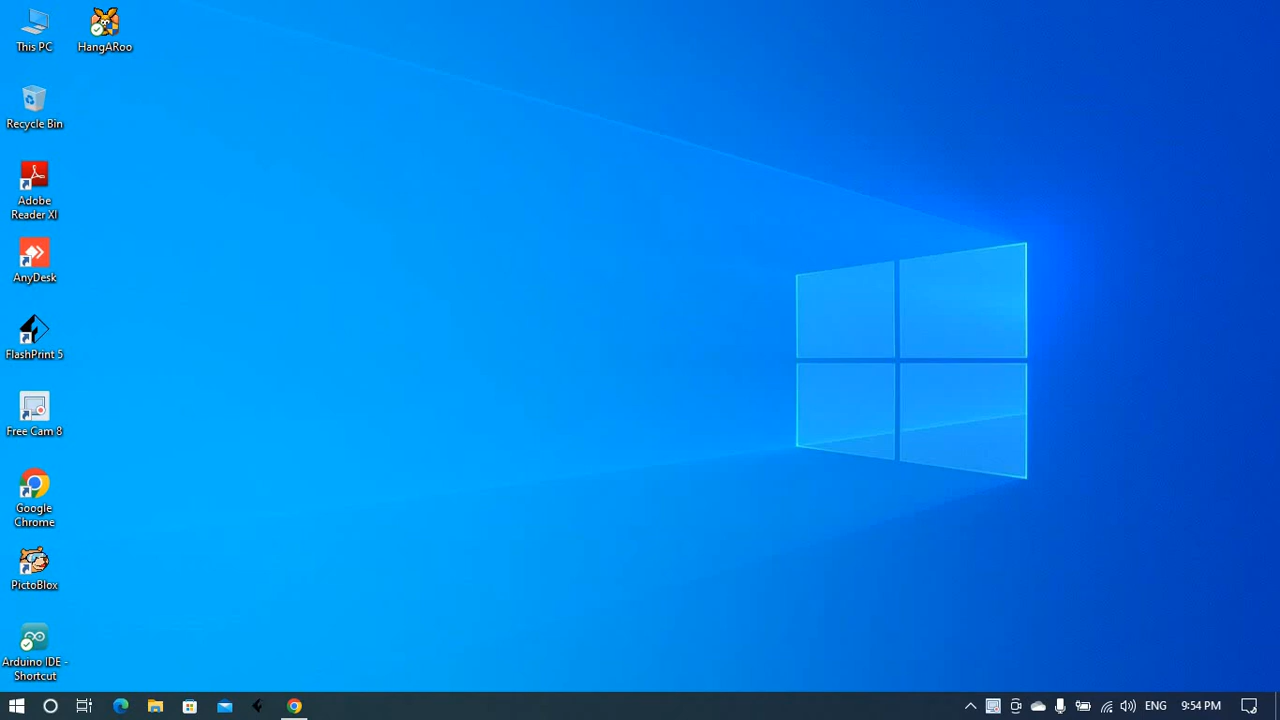 This PC
HangARoo
Recycle Bin
Adobe
Reader XI
AnyDesk
FlashPrint 5
Free Cam 8
Google
Chrome
PictoBlox
Arduino IDE -
Shortcut
ENG
9:54 PM